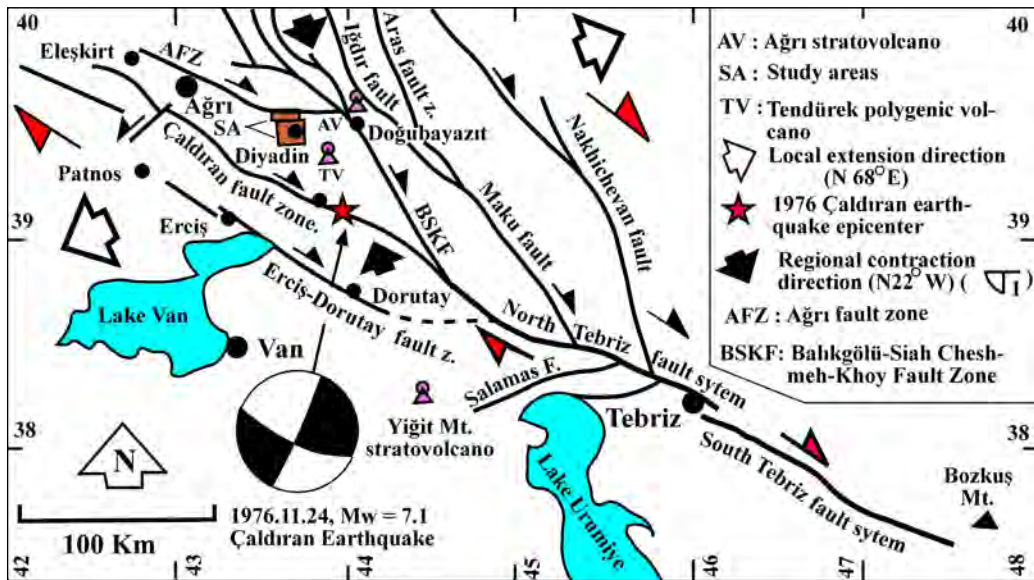 40
40
39
39
38
38
42
43
44
45
46
47
48
Eleşkirt
AFZ
Ağrı
SA
Diyadin
AV
TV
Doğubayazıt
Iğdır fault
Aras fault z.
Nakhichevan fault
Maku fault
BSKF
Çaldıran fault zone.
Patnos
Erciş
Erciş-Dorutay fault z.
Dorutay
Lake Van
Van
North Tebriz fault sytem
Salamas F.
Tebriz
South Tebriz fault sytem
Yiğit Mt.
stratovolcano
Lake Urumiye
Bozkuş
Mt.
N
100 Km
1976.11.24, Mw = 7.1
Çaldıran Earthquake
AV : Ağrı stratovolcano
SA : Study areas
TV : Tendürek polygenic vol-
cano
Local extension direction
(N 68°E)
1976 Çaldıran earth-
quake epicenter
Regional contraction
direction (N22° W) ( I )
AFZ : Ağrı fault zone
BSKF: Balıkgölü-Siah Chesh-
meh-Khoy Fault Zone